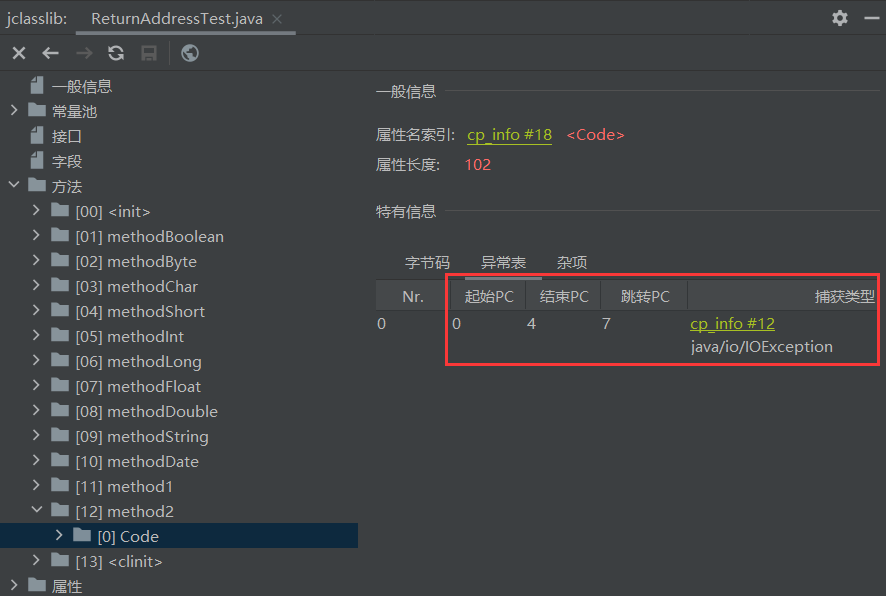 jclasslib: ReturnAddressTest.java
一般信息
常量池
接口
字段
方法
[00] <init>
[01] methodBoolean
[02] methodByte
[03] methodChar
[04] methodShort
[05] methodInt
[06] methodLong
[07] methodFloat
[08] methodDouble
[09] methodString
[10] methodDate
[11] method1
[12] method2
[0] Code
[13] <clinit>
属性
一般信息
属性名索引: cp_info #18 <Code>
属性长度: 102
特有信息
字节码 异常表 杂项
Nr. 起始PC 结束PC 跳转PC 捕获类型
0 0 4 7 cp_info #12
java/io/IOException